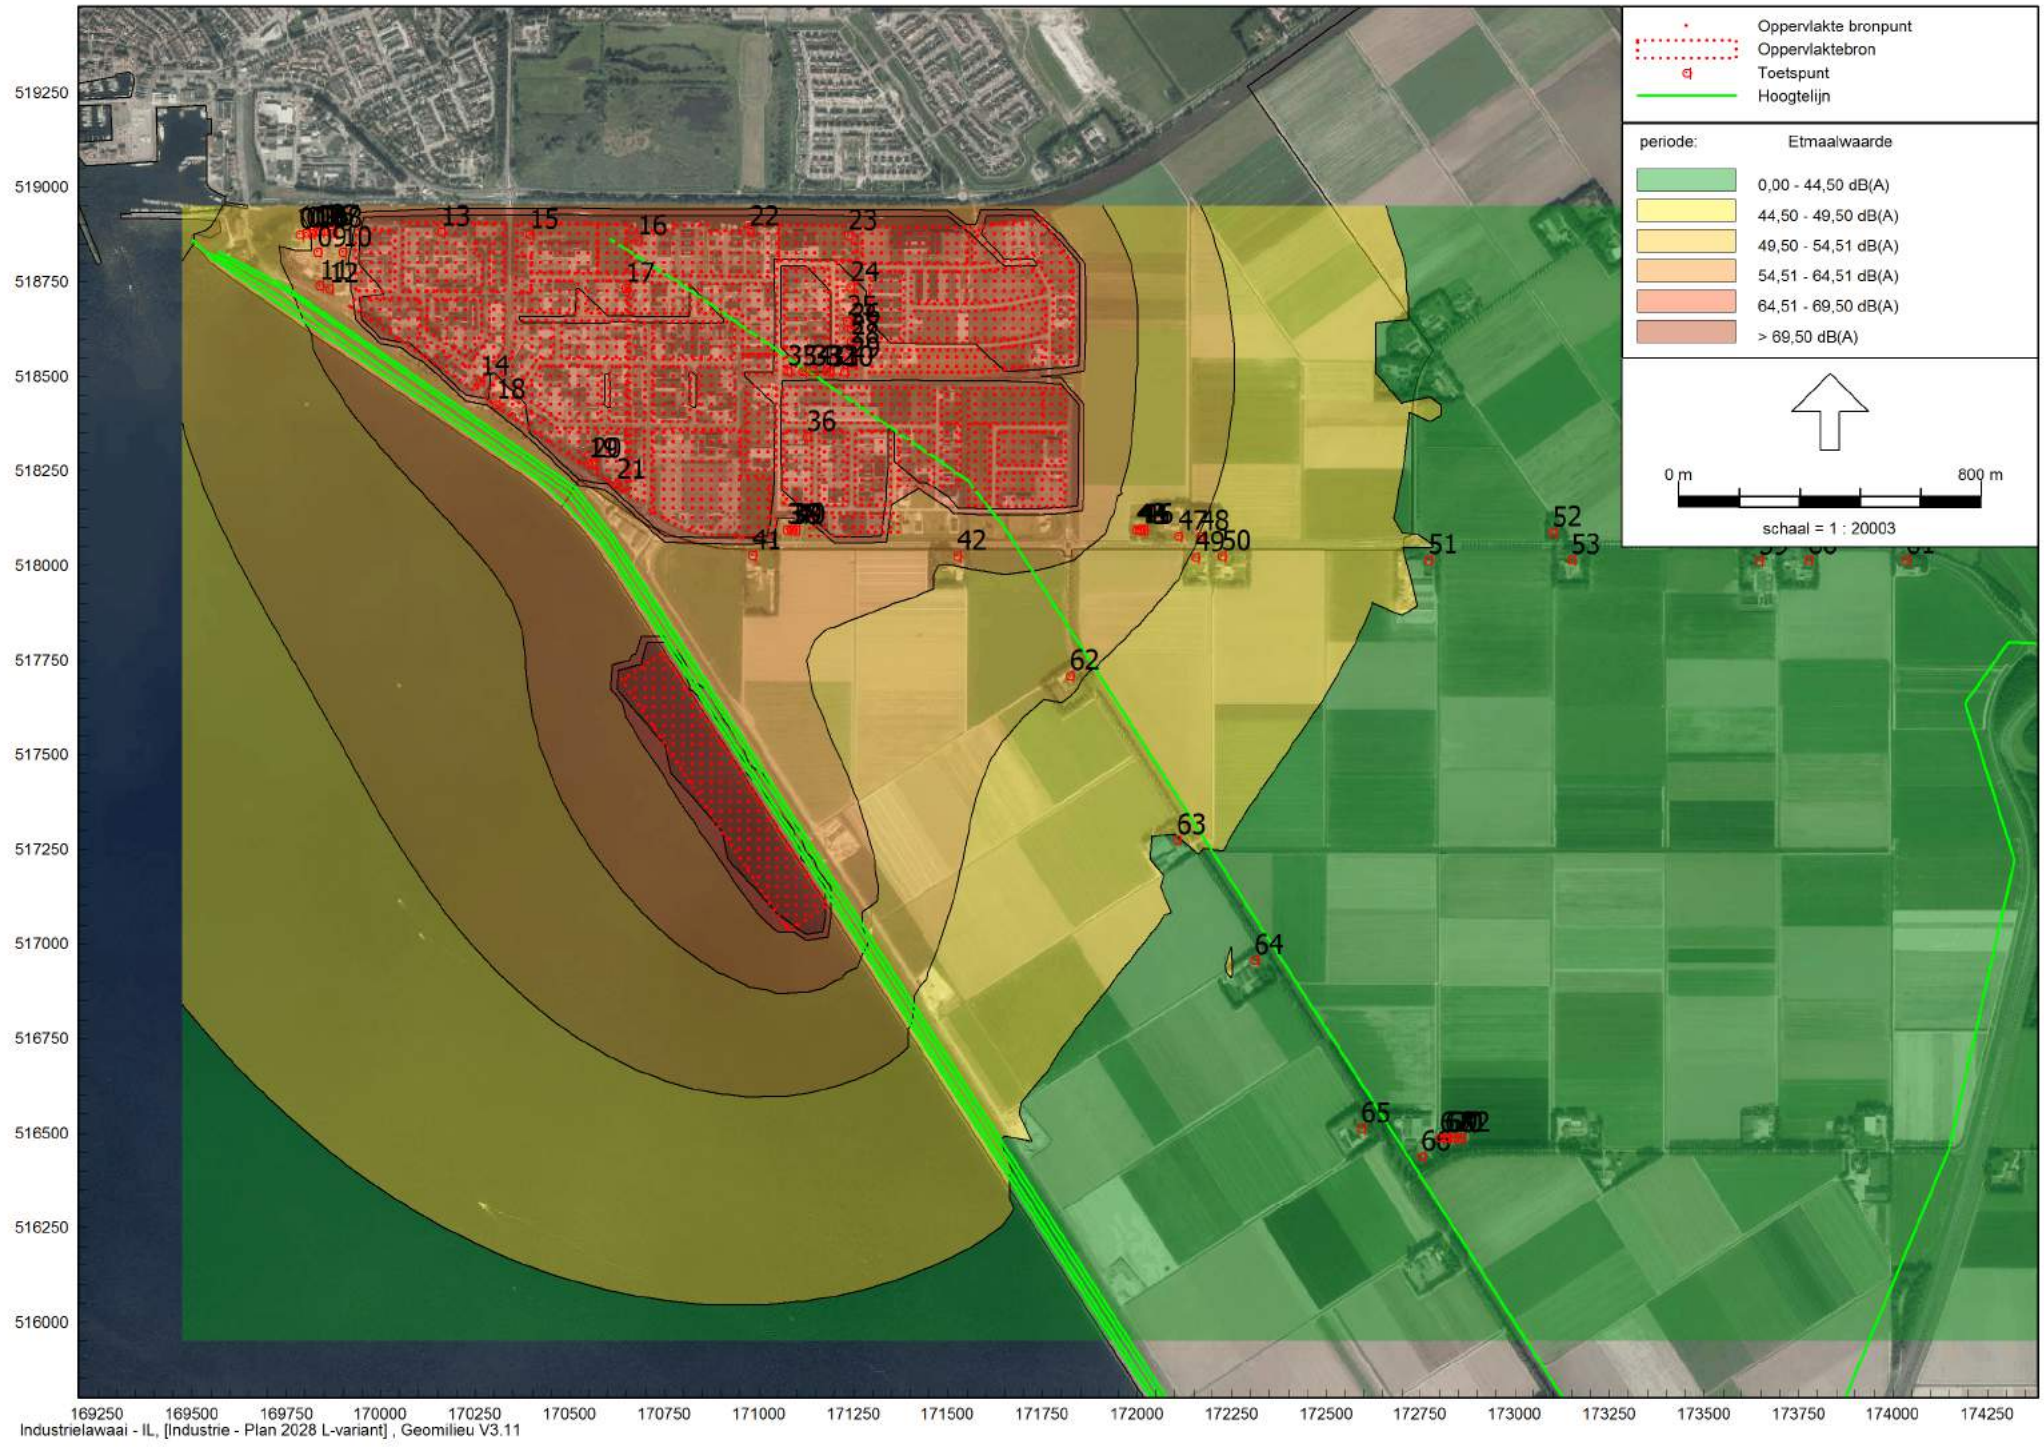 Oppervlakte bronpunt
Oppervlaktebron
Toetspunt
Hoogtelijn
periode: Etmaalwaarde
0,00 - 44,50 dB(A)
44,50 - 49,50 dB(A)
49,50 - 54,51 dB(A)
54,51 - 64,51 dB(A)
64,51 - 69,50 dB(A)
> 69,50 dB(A)
0 m 800 m
schaal = 1 : 20003
519250
519000
518750
518500
518250
518000
517750
517500
517250
517000
516750
516500
516250
516000
13
15
16
22
23
09
10
12
17
24
14
18
36
20
21
41
42
47
48
50
51
52
53
62
63
64
65
66
169250 169500 169750 170000 170250 170500 170750 171000 171250 171500 171750 172000 172250 172500 172750 173000 173250 173500 173750 174000 174250
Industrielawaai - IL, [Industrie - Plan 2028 L-variant] , Geomilieu V3.11